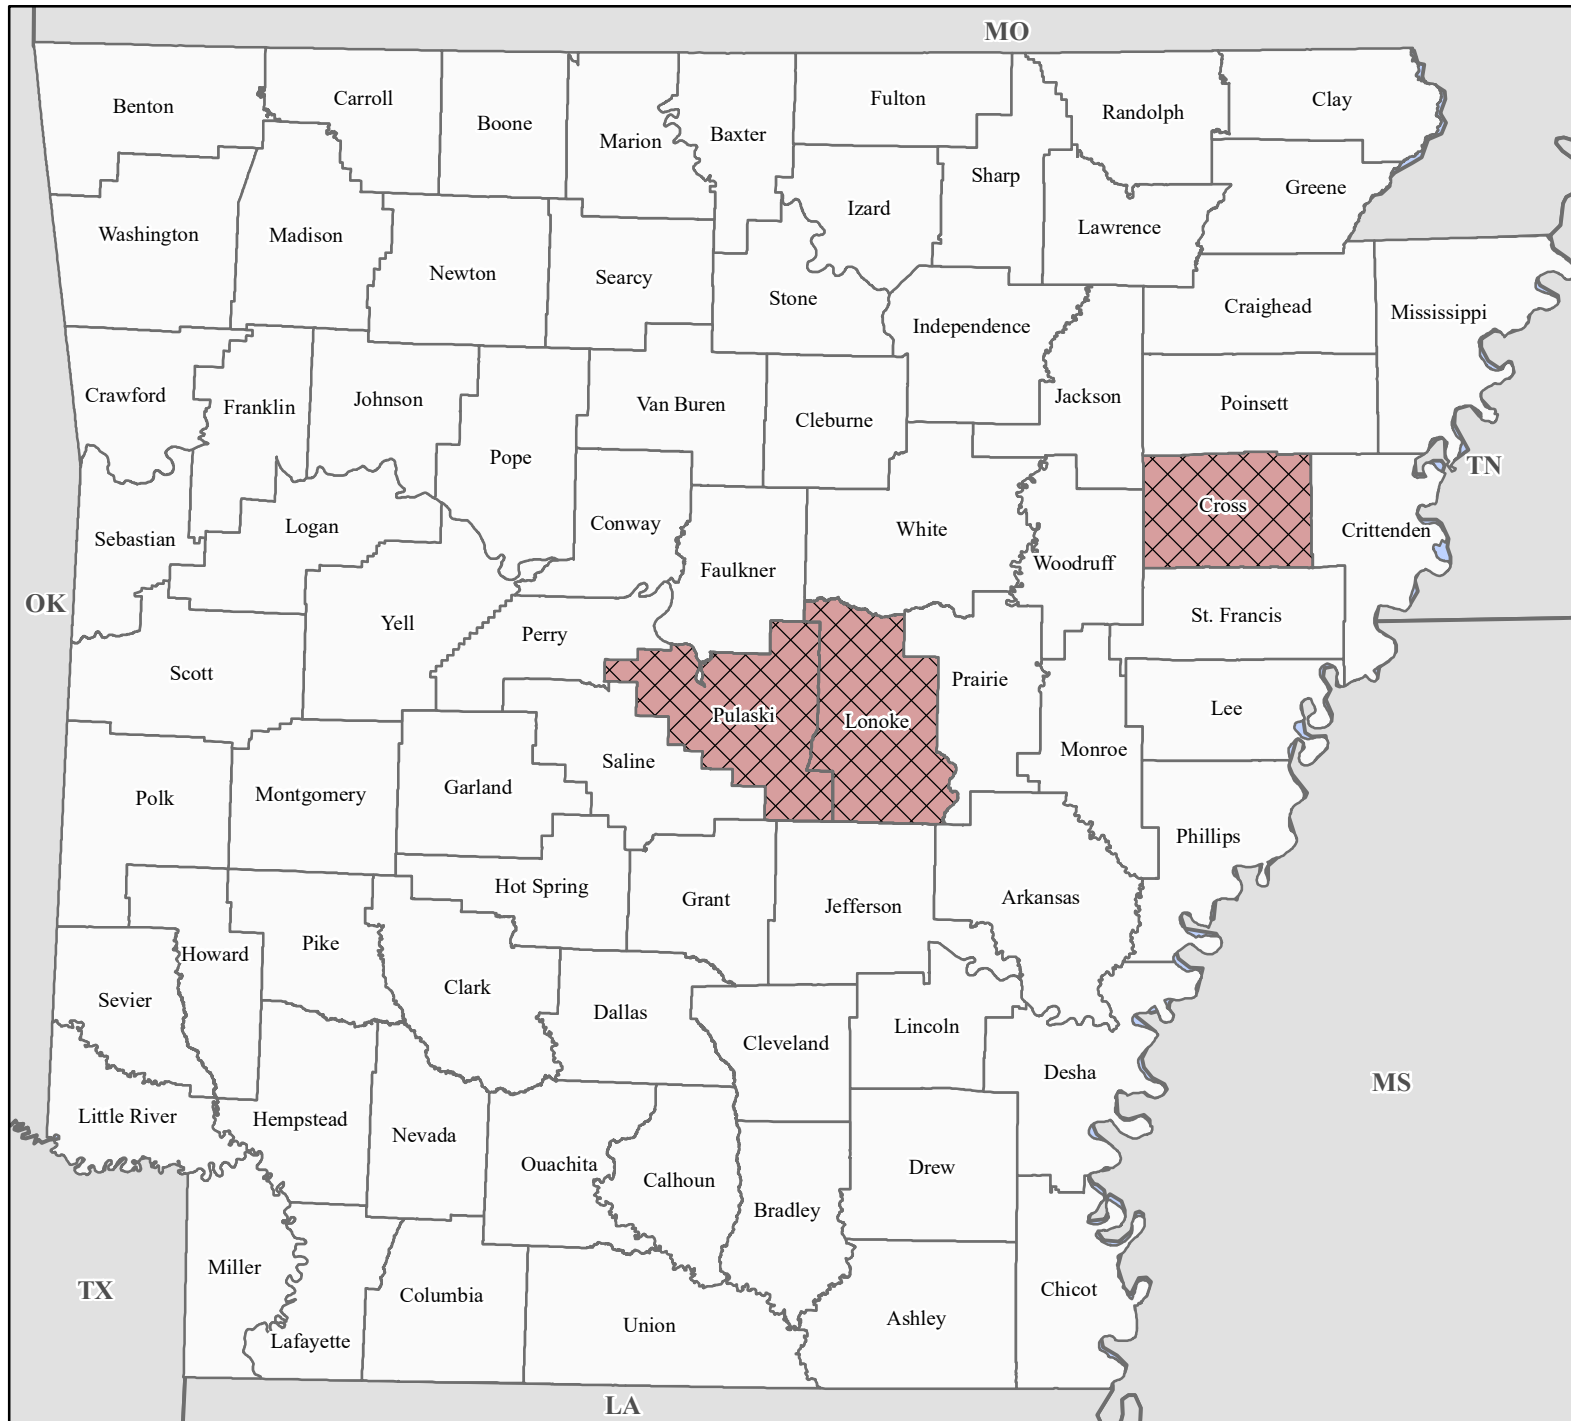 MO
Benton
Carroll
Boone
Marion
Baxter
Fulton
Randolph
Clay
Sharp
Greene
Izard
Lawrence
Washington
Madison
Newton
Searcy
Stone
Independence
Craighead
Mississippi
Crawford
Franklin
Johnson
Van Buren
Cleburne
Jackson
Poinsett
Pope
TN
Sebastian
Logan
Conway
White
Cross
Crittenden
Faulkner
Woodruff
OK
Yell
Perry
St. Francis
Scott
Pulaski
Lonoke
Prairie
Lee
Saline
Monroe
Polk
Montgomery
Garland
Phillips
Hot Spring
Grant
Jefferson
Arkansas
Howard
Pike
Sevier
Clark
Dallas
Cleveland
Lincoln
Desha
MS
Little River
Hempstead
Nevada
Ouachita
Calhoun
Drew
Bradley
Miller
TX
Columbia
Chicot
Lafayette
Union
Ashley
LA